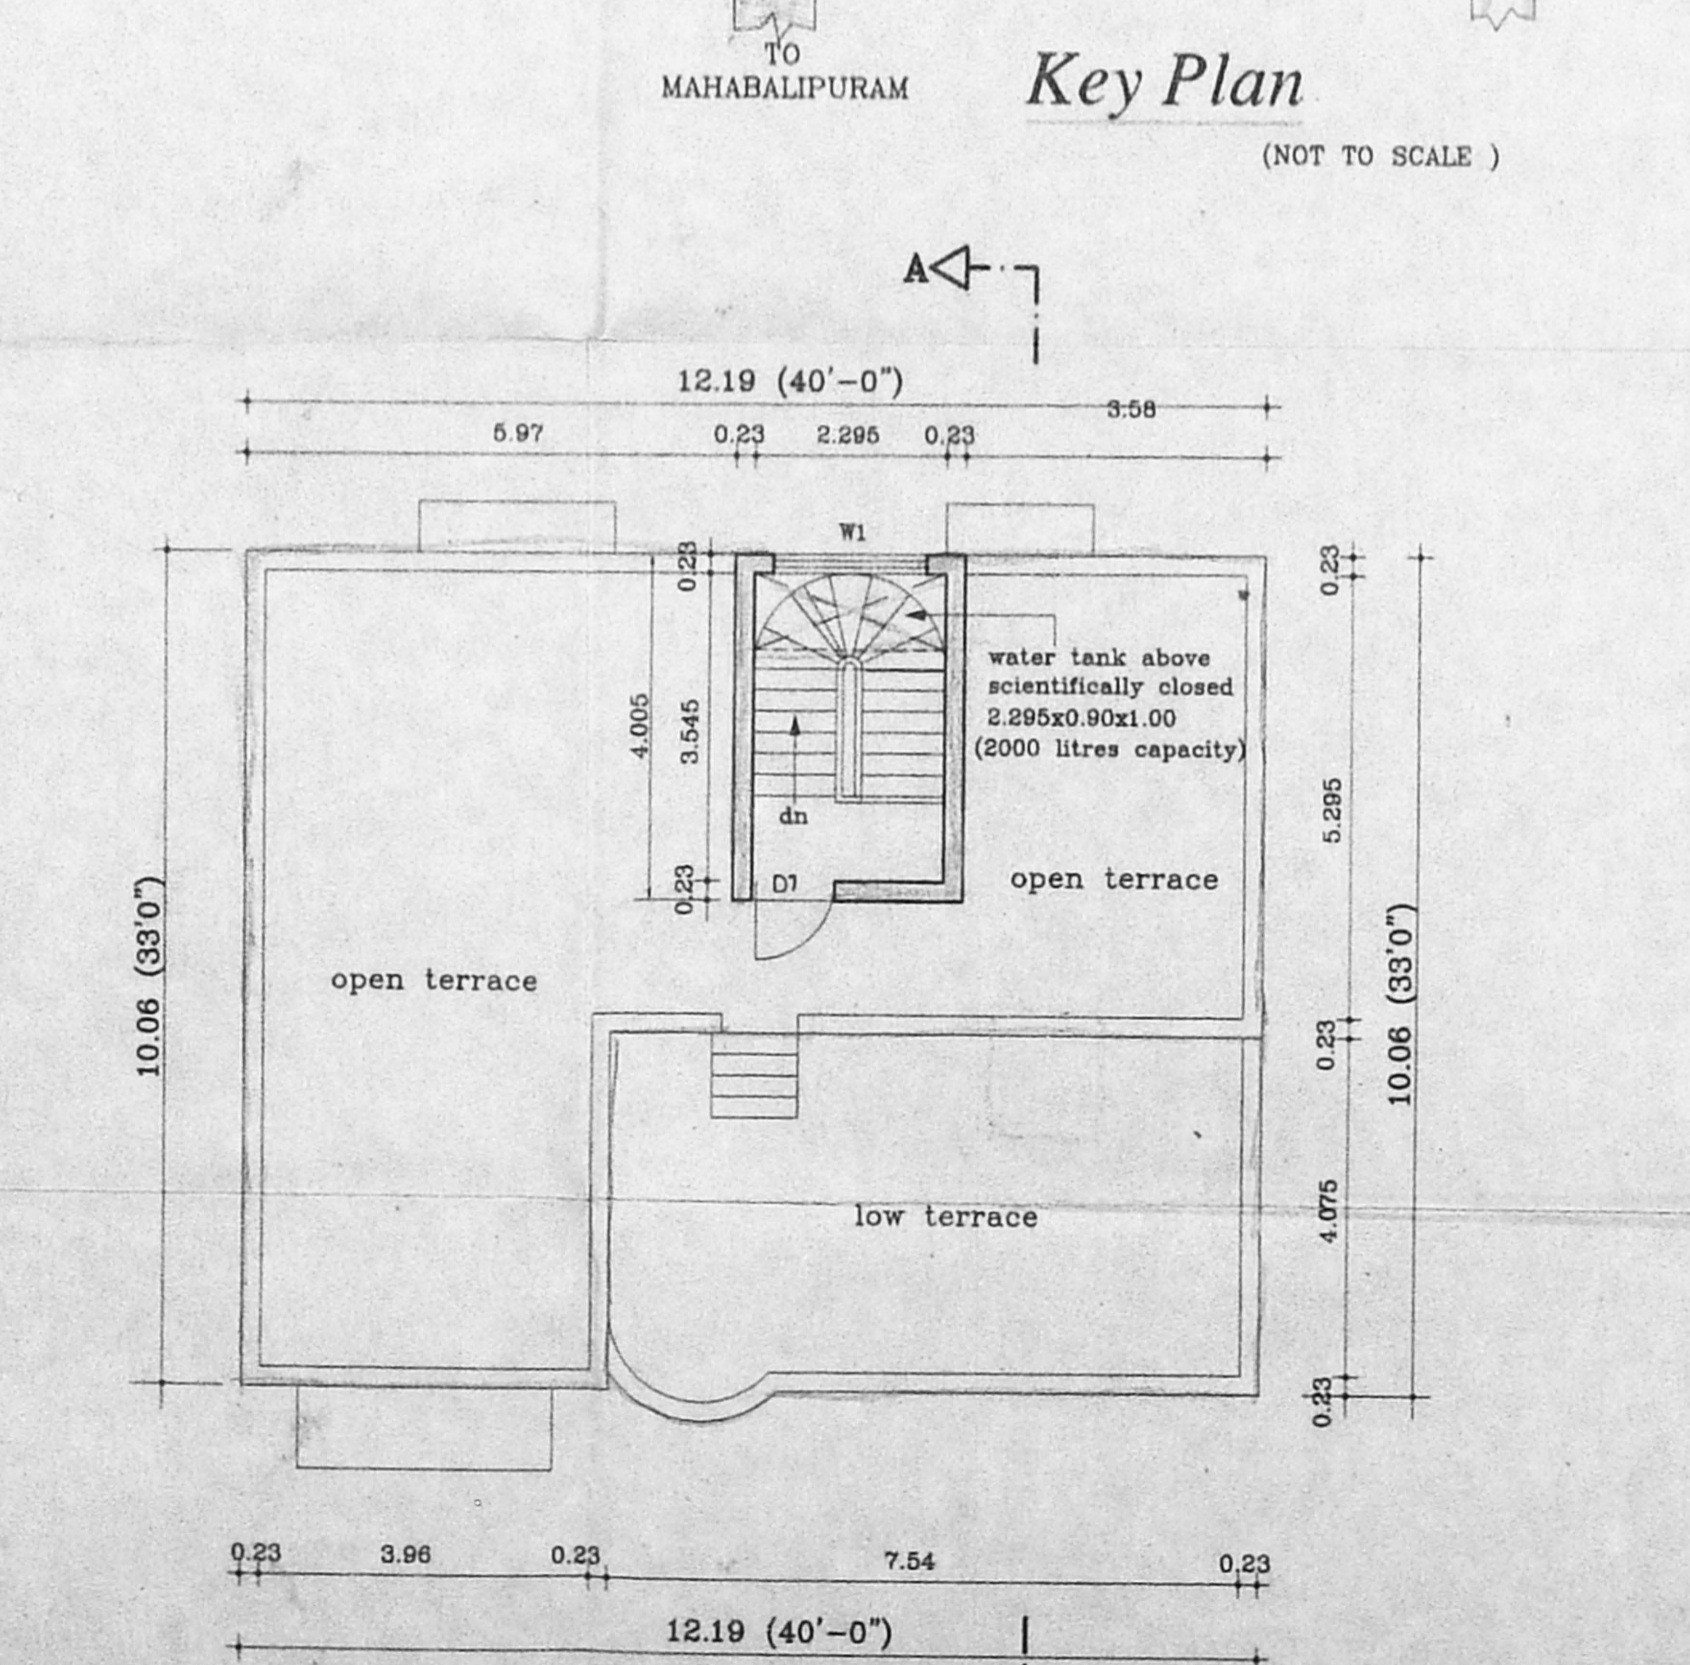 TO
MAHABALIPURAM
Key Plan
(NOT TO SCALE )
A
12.19 (40'-0")
3.58
5.97
0.23
2.295
0.23
W1
0.23
0.23
4.005
3.545
water tank above
scientifically closed
2.295x0.90x1.00
(2000 litres capacity)
dn
5.295
0.23
D1
open terrace
10.06 (33'0")
open terrace
10.06 (33'0")
0.23
low terrace
4.075
0.23
0.23
3.96
0.23
7.54
0.23
12.19 (40'-0")